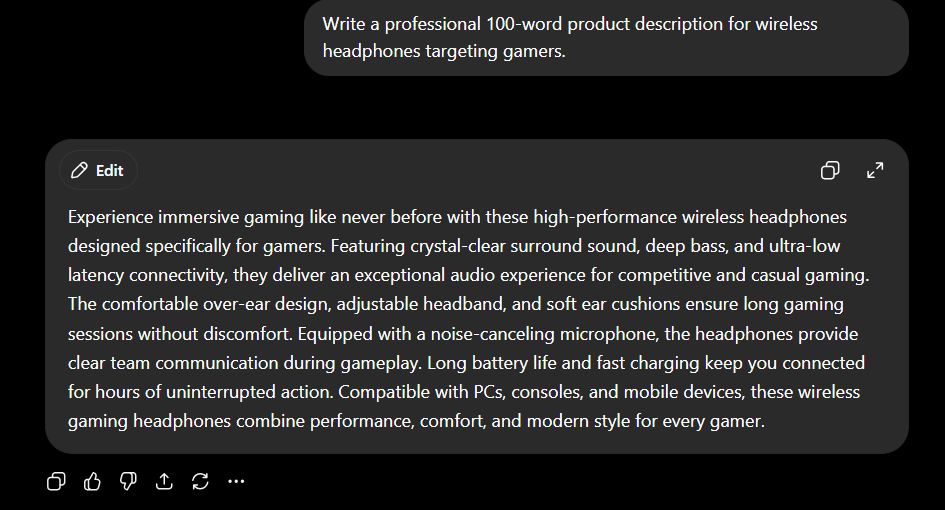 Write a professional 100-word product description for wireless
headphones targeting gamers.
Edit
Experience immersive gaming like never before with these high-performance wireless headphones
designed specifically for gamers. Featuring crystal-clear surround sound, deep bass, and ultra-low
latency connectivity, they deliver an exceptional audio experience for competitive and casual gaming.
The comfortable over-ear design, adjustable headband, and soft ear cushions ensure long gaming
sessions without discomfort. Equipped with a noise-canceling microphone, the headphones provide
clear team communication during gameplay. Long battery life and fast charging keep you connected
for hours of uninterrupted action. Compatible with PCs, consoles, and mobile devices, these wireless
gaming headphones combine performance, comfort, and modern style for every gamer.